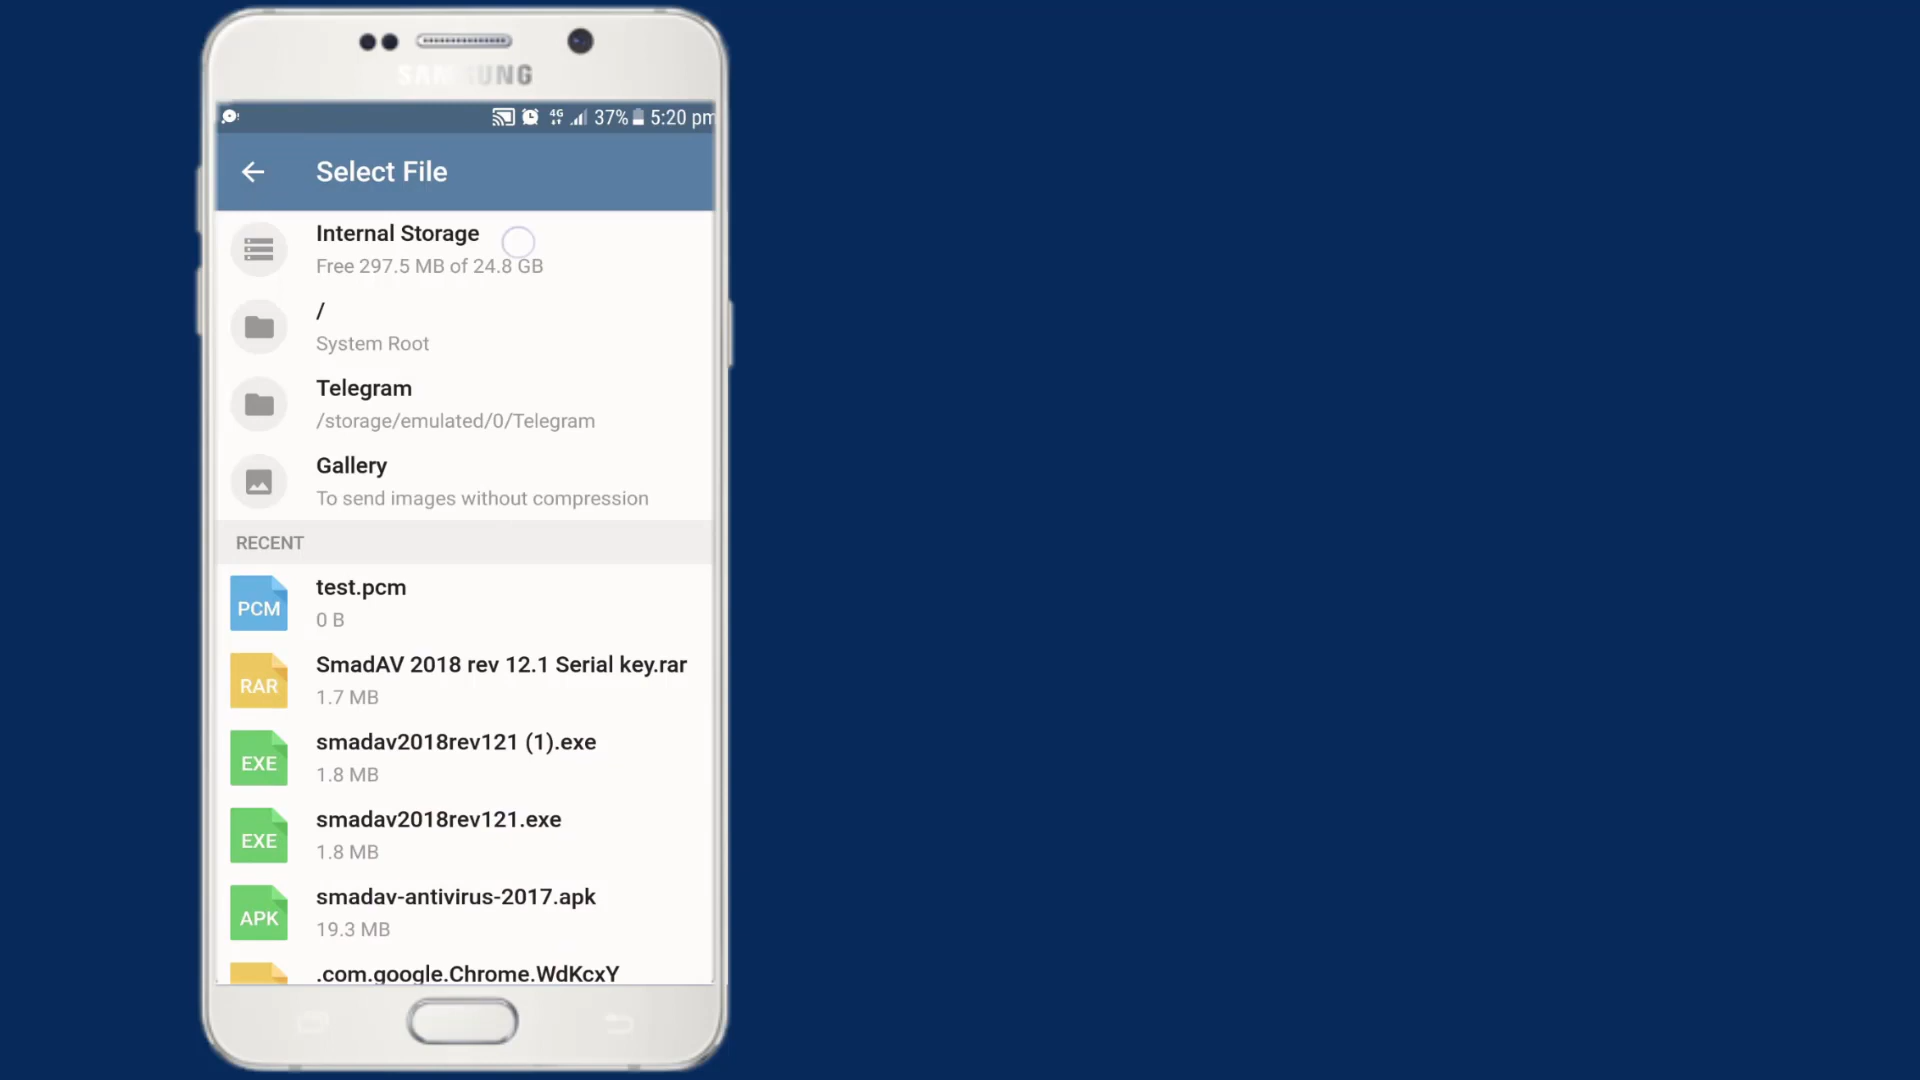 SAMSUNG
4G 37% 5:20 pm
Select File
Internal Storage
Free 297.5 MB of 24.8 GB
/
System Root
Telegram
/storage/emulated/0/Telegram
Gallery
To send images without compression
RECENT
PCM
test.pcm
0 B
RAR
SmadAV 2018 rev 12.1 Serial key.rar
1.7 MB
EXE
smadav2018rev121 (1).exe
1.8 MB
EXE
smadav2018rev121.exe
1.8 MB
APK
smadav-antivirus-2017.apk
19.3 MB
.com.google.Chrome.WdKcxY